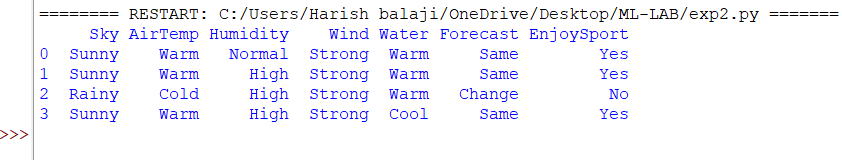 ======== RESTART: C:/Users/Harish balaji/OneDrive/Desktop/ML-LAB/exp2.py =======
     Sky AirTemp Humidity    Wind Water Forecast EnjoySport
0  Sunny    Warm   Normal  Strong  Warm     Same        Yes
1  Sunny    Warm     High  Strong  Warm     Same        Yes
2  Rainy    Cold     High  Strong  Warm   Change         No
3  Sunny    Warm     High  Strong  Cool     Same        Yes
>>>